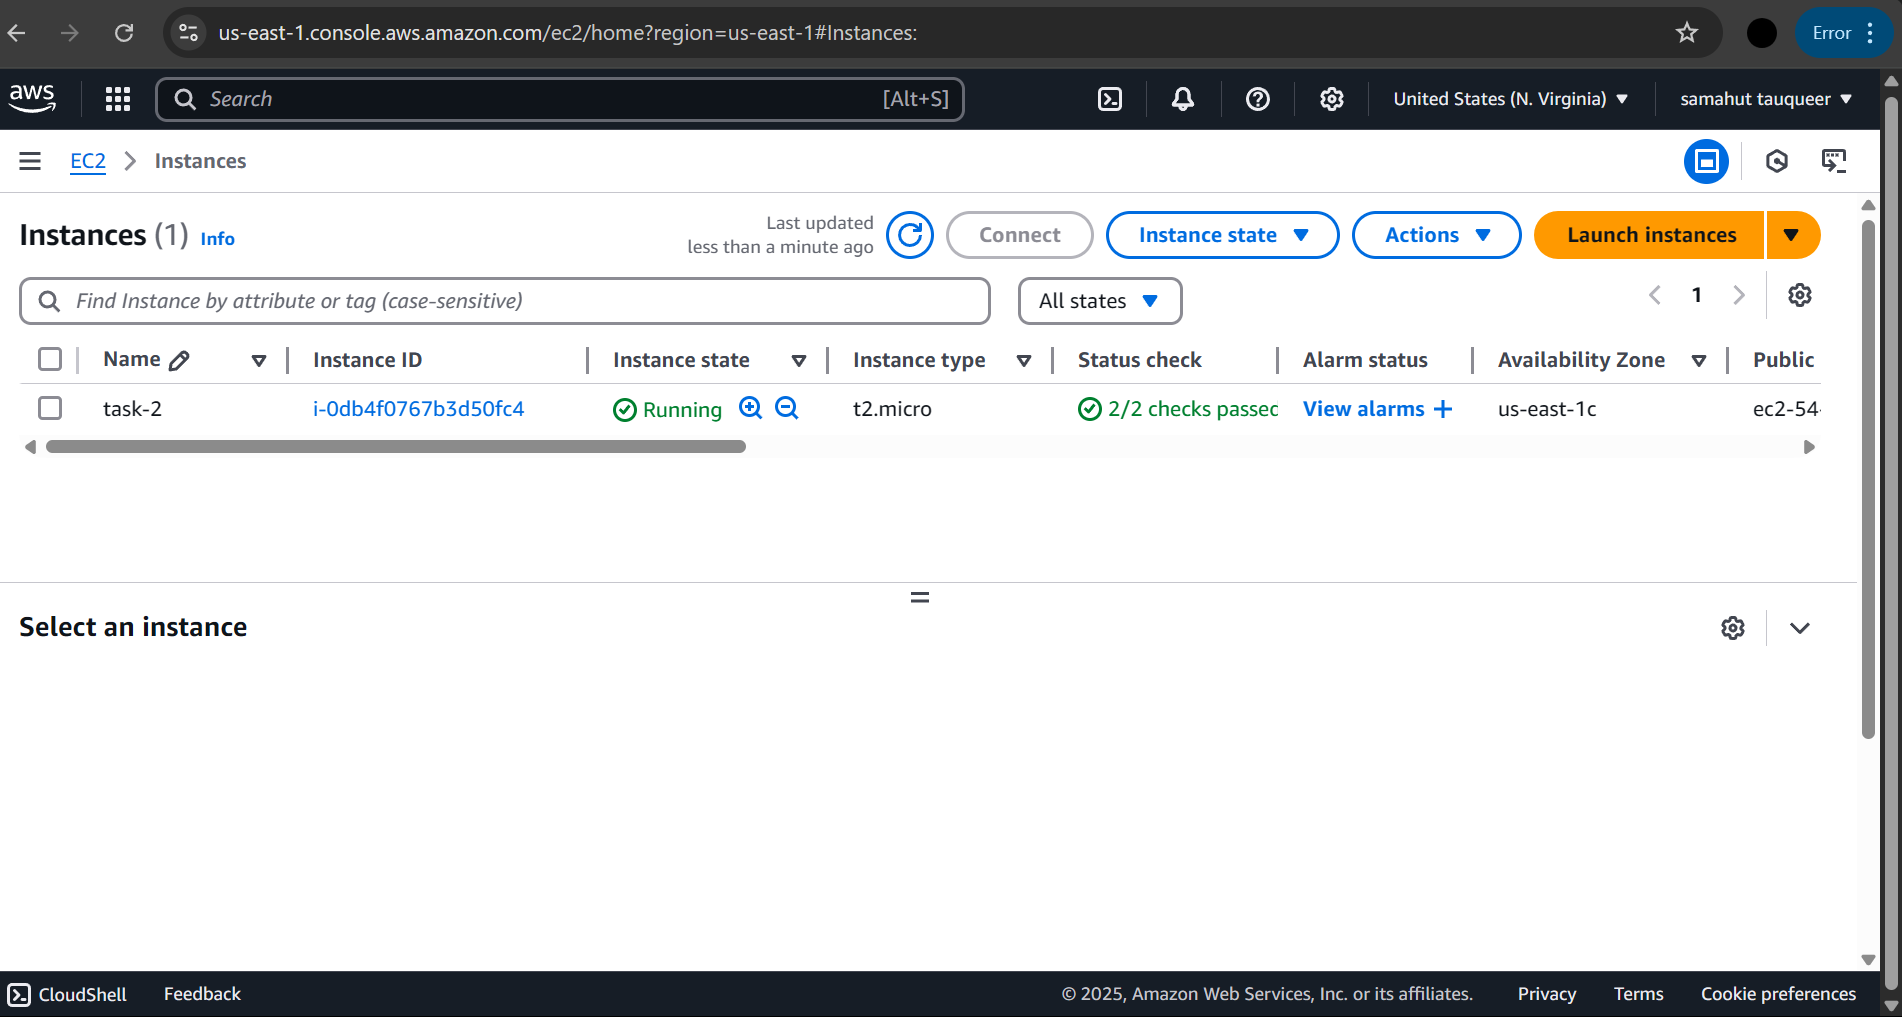 us-east-1.console.aws.amazon.com/ec2/home?region=us-east-1#Instances:
Error
aws
Search
[Alt+S]
United States (N. Virginia)
samahut tauqueer
EC2
Instances
Instances (1) Info
Last updated
less than a minute ago
Connect
Instance state
Actions
Launch instances
Find Instance by attribute or tag (case-sensitive)
All states
1
Name
Instance ID
Instance state
Instance type
Status check
Alarm status
Availability Zone
Public
task-2
i-0db4f0767b3d50fc4
Running
t2.micro
2/2 checks passed
View alarms +
us-east-1c
ec2-54-
Select an instance
CloudShell
Feedback
© 2025, Amazon Web Services, Inc. or its affiliates.
Privacy
Terms
Cookie preferences